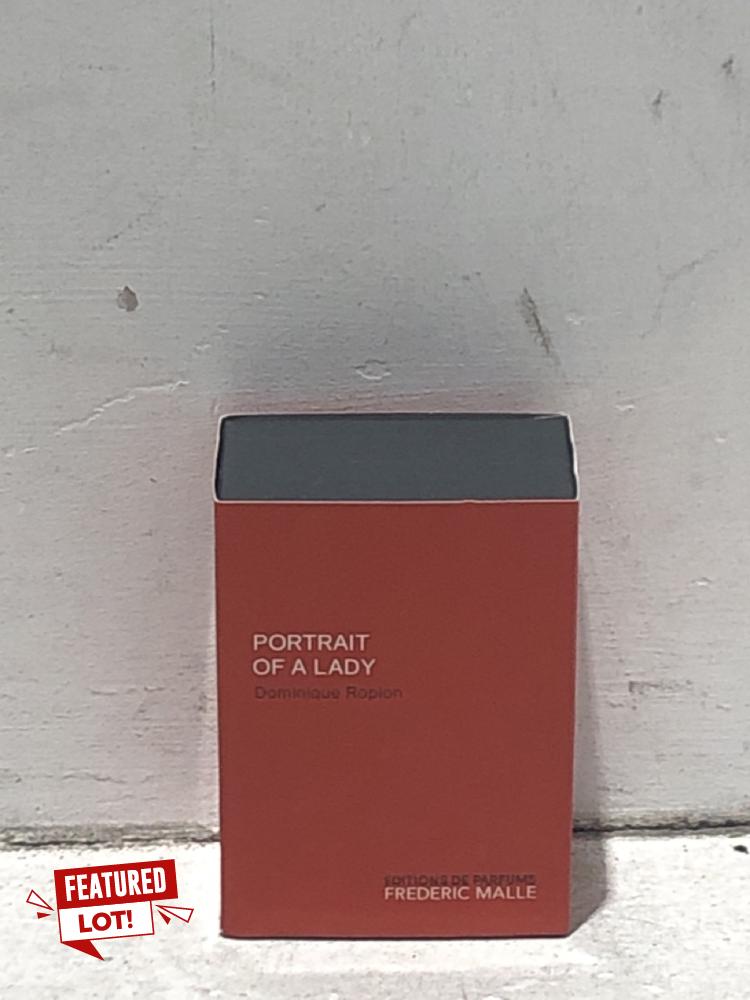 PORTRAIT
OF A LADY
Dominique Ropion
EDITIONS DE PARFUMS
FREDERIC MALLE
FEATURED
LOT!